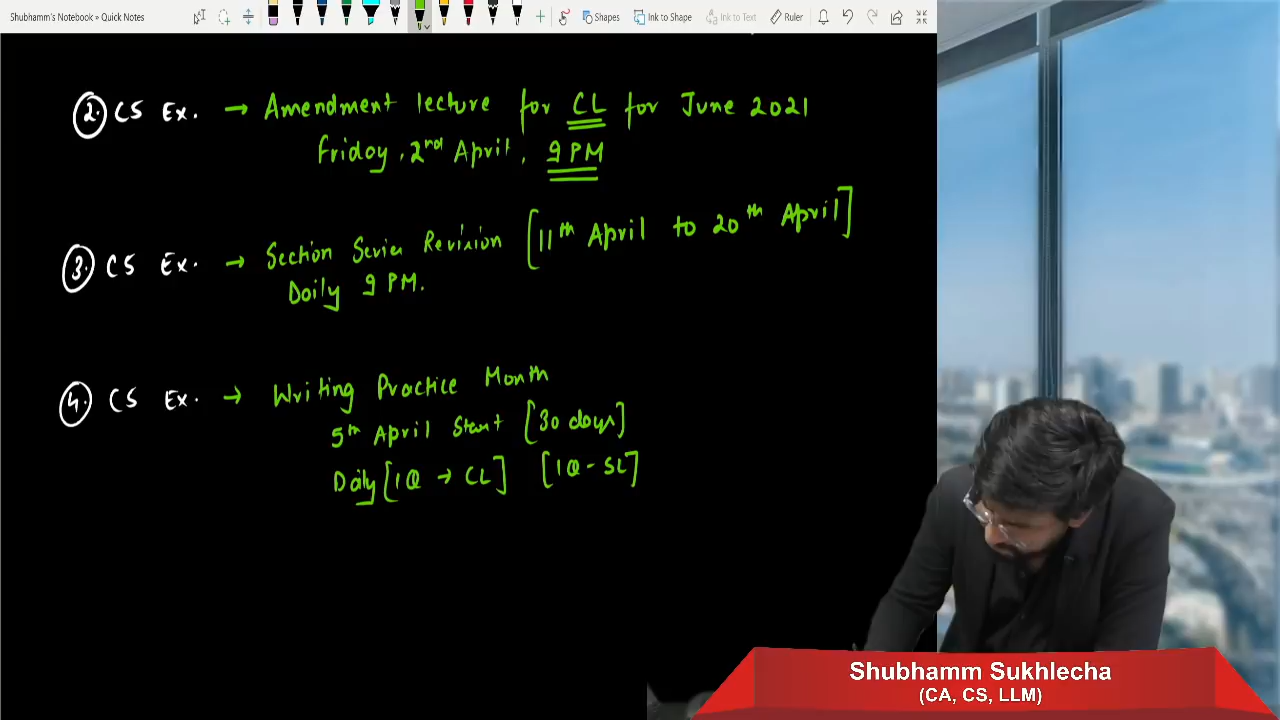 Shubhamm's Notebook » Quick Notes
Shapes
Ink to Shape
Ink to Text
Ruler
2. CS Ex. → Amendment lecture for CL for June 2021
Friday, 2nd April, 9 PM
3. CS Ex. → Section Series Revision [11th April to 20th April]
Daily 9 PM.
4. CS Ex. → Writing Practice Month
5th April Start [30 days]
Daily [1Q → CL] [1Q - SL]
Shubhamm Sukhlecha
(CA, CS, LLM)